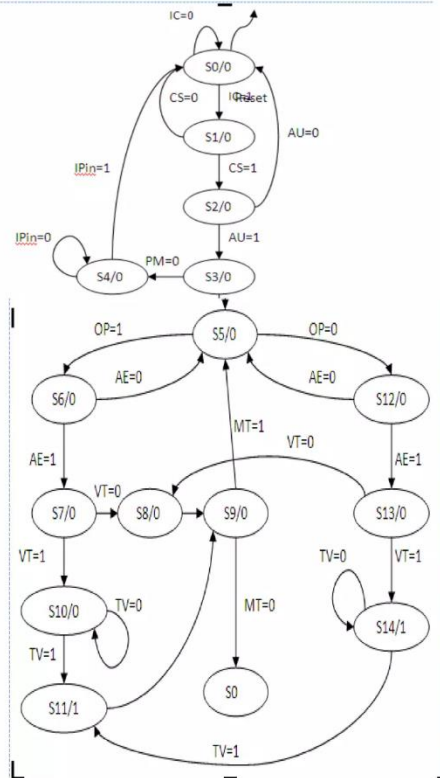 IC=0
S0/0
CS=0
IC=1
Reset
S1/0
AU=0
CS=1
IPin=1
S2/0
IPin=0
AU=1
PM=0
S4/0
S3/0
OP=1
S5/0
OP=0
AE=0
AE=0
S6/0
S12/0
MT=1
VT=0
AE=1
AE=1
VT=0
S7/0
S8/0
S9/0
S13/0
VT=1
TV=0
VT=1
S10/0
TV=0
MT=0
S14/1
TV=1
S0
S11/1
TV=1